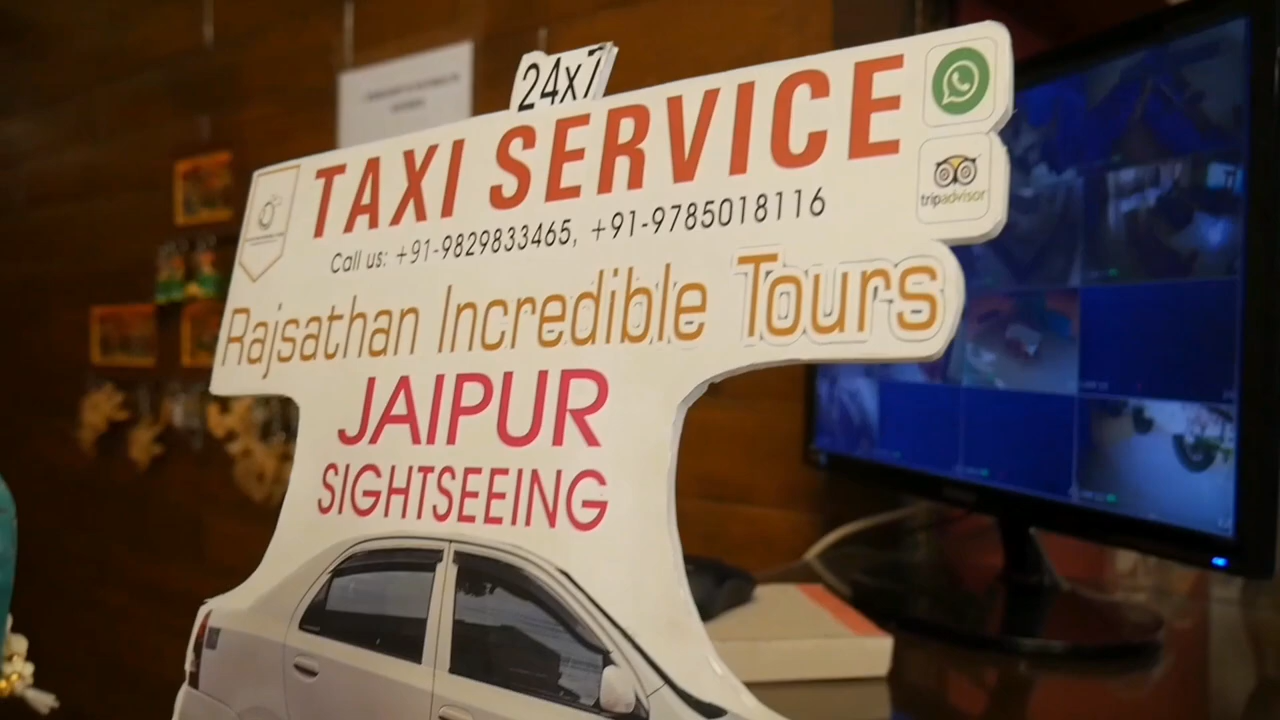 24x7
TAXI SERVICE
Call us: +91-9829833465, +91-9785018116
tripadvisor
Rajsathan Incredible Tours
JAIPUR
SIGHTSEEING